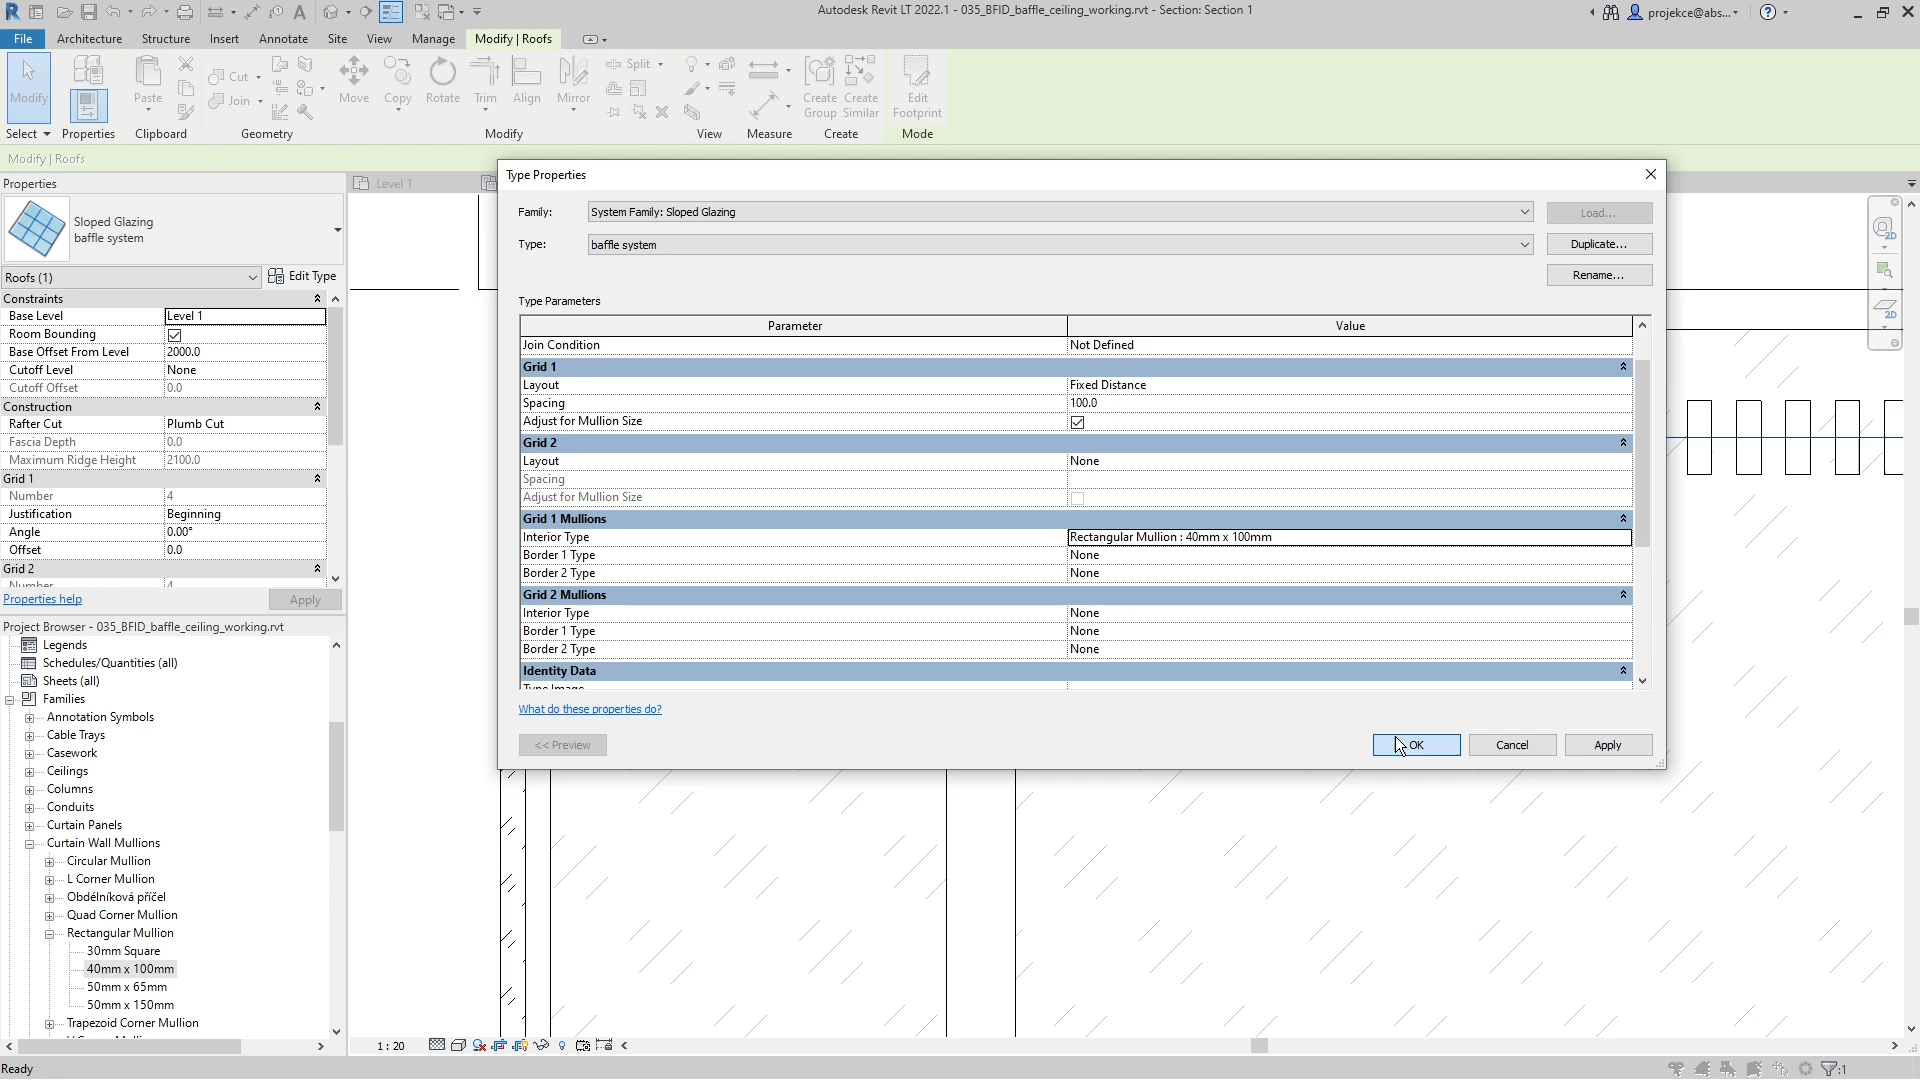 Autodesk Revit LT 2022.1 - 035_BFID_baffle_ceiling_working.rvt - Section: Section 1
projekce@abs...
File Architecture Structure Insert Annotate Site View Manage Modify | Roofs
Modify Paste Cut Join Move Copy Rotate Trim Align Mirror Split Create Group Create Similar Edit Footprint
Select Properties Clipboard Geometry Modify View Measure Create Mode
Modify | Roofs
Properties
Sloped Glazing
baffle system
Roofs (1) Edit Type
Constraints
Base Level Level 1
Room Bounding
Base Offset From Level 2000.0
Cutoff Level None
Cutoff Offset 0.0
Construction
Rafter Cut Plumb Cut
Fascia Depth 0.0
Maximum Ridge Height 2100.0
Grid 1
Number 4
Justification Beginning
Angle 0.00°
Offset 0.0
Grid 2
Number 4
Properties help Apply
Project Browser - 035_BFID_baffle_ceiling_working.rvt
Legends
Schedules/Quantities (all)
Sheets (all)
Families
Annotation Symbols
Cable Trays
Casework
Ceilings
Columns
Conduits
Curtain Panels
Curtain Wall Mullions
Circular Mullion
L Corner Mullion
Obdélníková příčel
Quad Corner Mullion
Rectangular Mullion
30mm Square
40mm x 100mm
50mm x 65mm
50mm x 150mm
Trapezoid Corner Mullion
Level 1
Type Properties
Family: System Family: Sloped Glazing Load...
Type: baffle system Duplicate...
Rename...
Type Parameters
Parameter Value
Join Condition Not Defined
Grid 1
Layout Fixed Distance
Spacing 100.0
Adjust for Mullion Size
Grid 2
Layout None
Spacing
Adjust for Mullion Size
Grid 1 Mullions
Interior Type Rectangular Mullion : 40mm x 100mm
Border 1 Type None
Border 2 Type None
Grid 2 Mullions
Interior Type None
Border 1 Type None
Border 2 Type None
Identity Data
Type Image
What do these properties do?
<< Preview OK Cancel Apply
2D
2D
1 : 20
Ready
:1